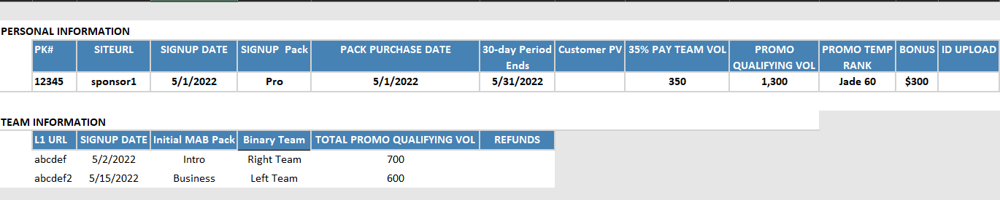 PERSONAL INFORMATION
PK# SITEURL SIGNUP DATE SIGNUP Pack PACK PURCHASE DATE 30-day Period Ends Customer PV 35% PAY TEAM VOL PROMO QUALIFYING VOL PROMO TEMP RANK BONUS ID UPLOAD
12345 sponsor1 5/1/2022 Pro 5/1/2022 5/31/2022 350 1,300 Jade 60 $300
TEAM INFORMATION
L1 URL SIGNUP DATE Initial MAB Pack Binary Team TOTAL PROMO QUALIFYING VOL REFUNDS
abcdef 5/2/2022 Intro Right Team 700
abcdef2 5/15/2022 Business Left Team 600